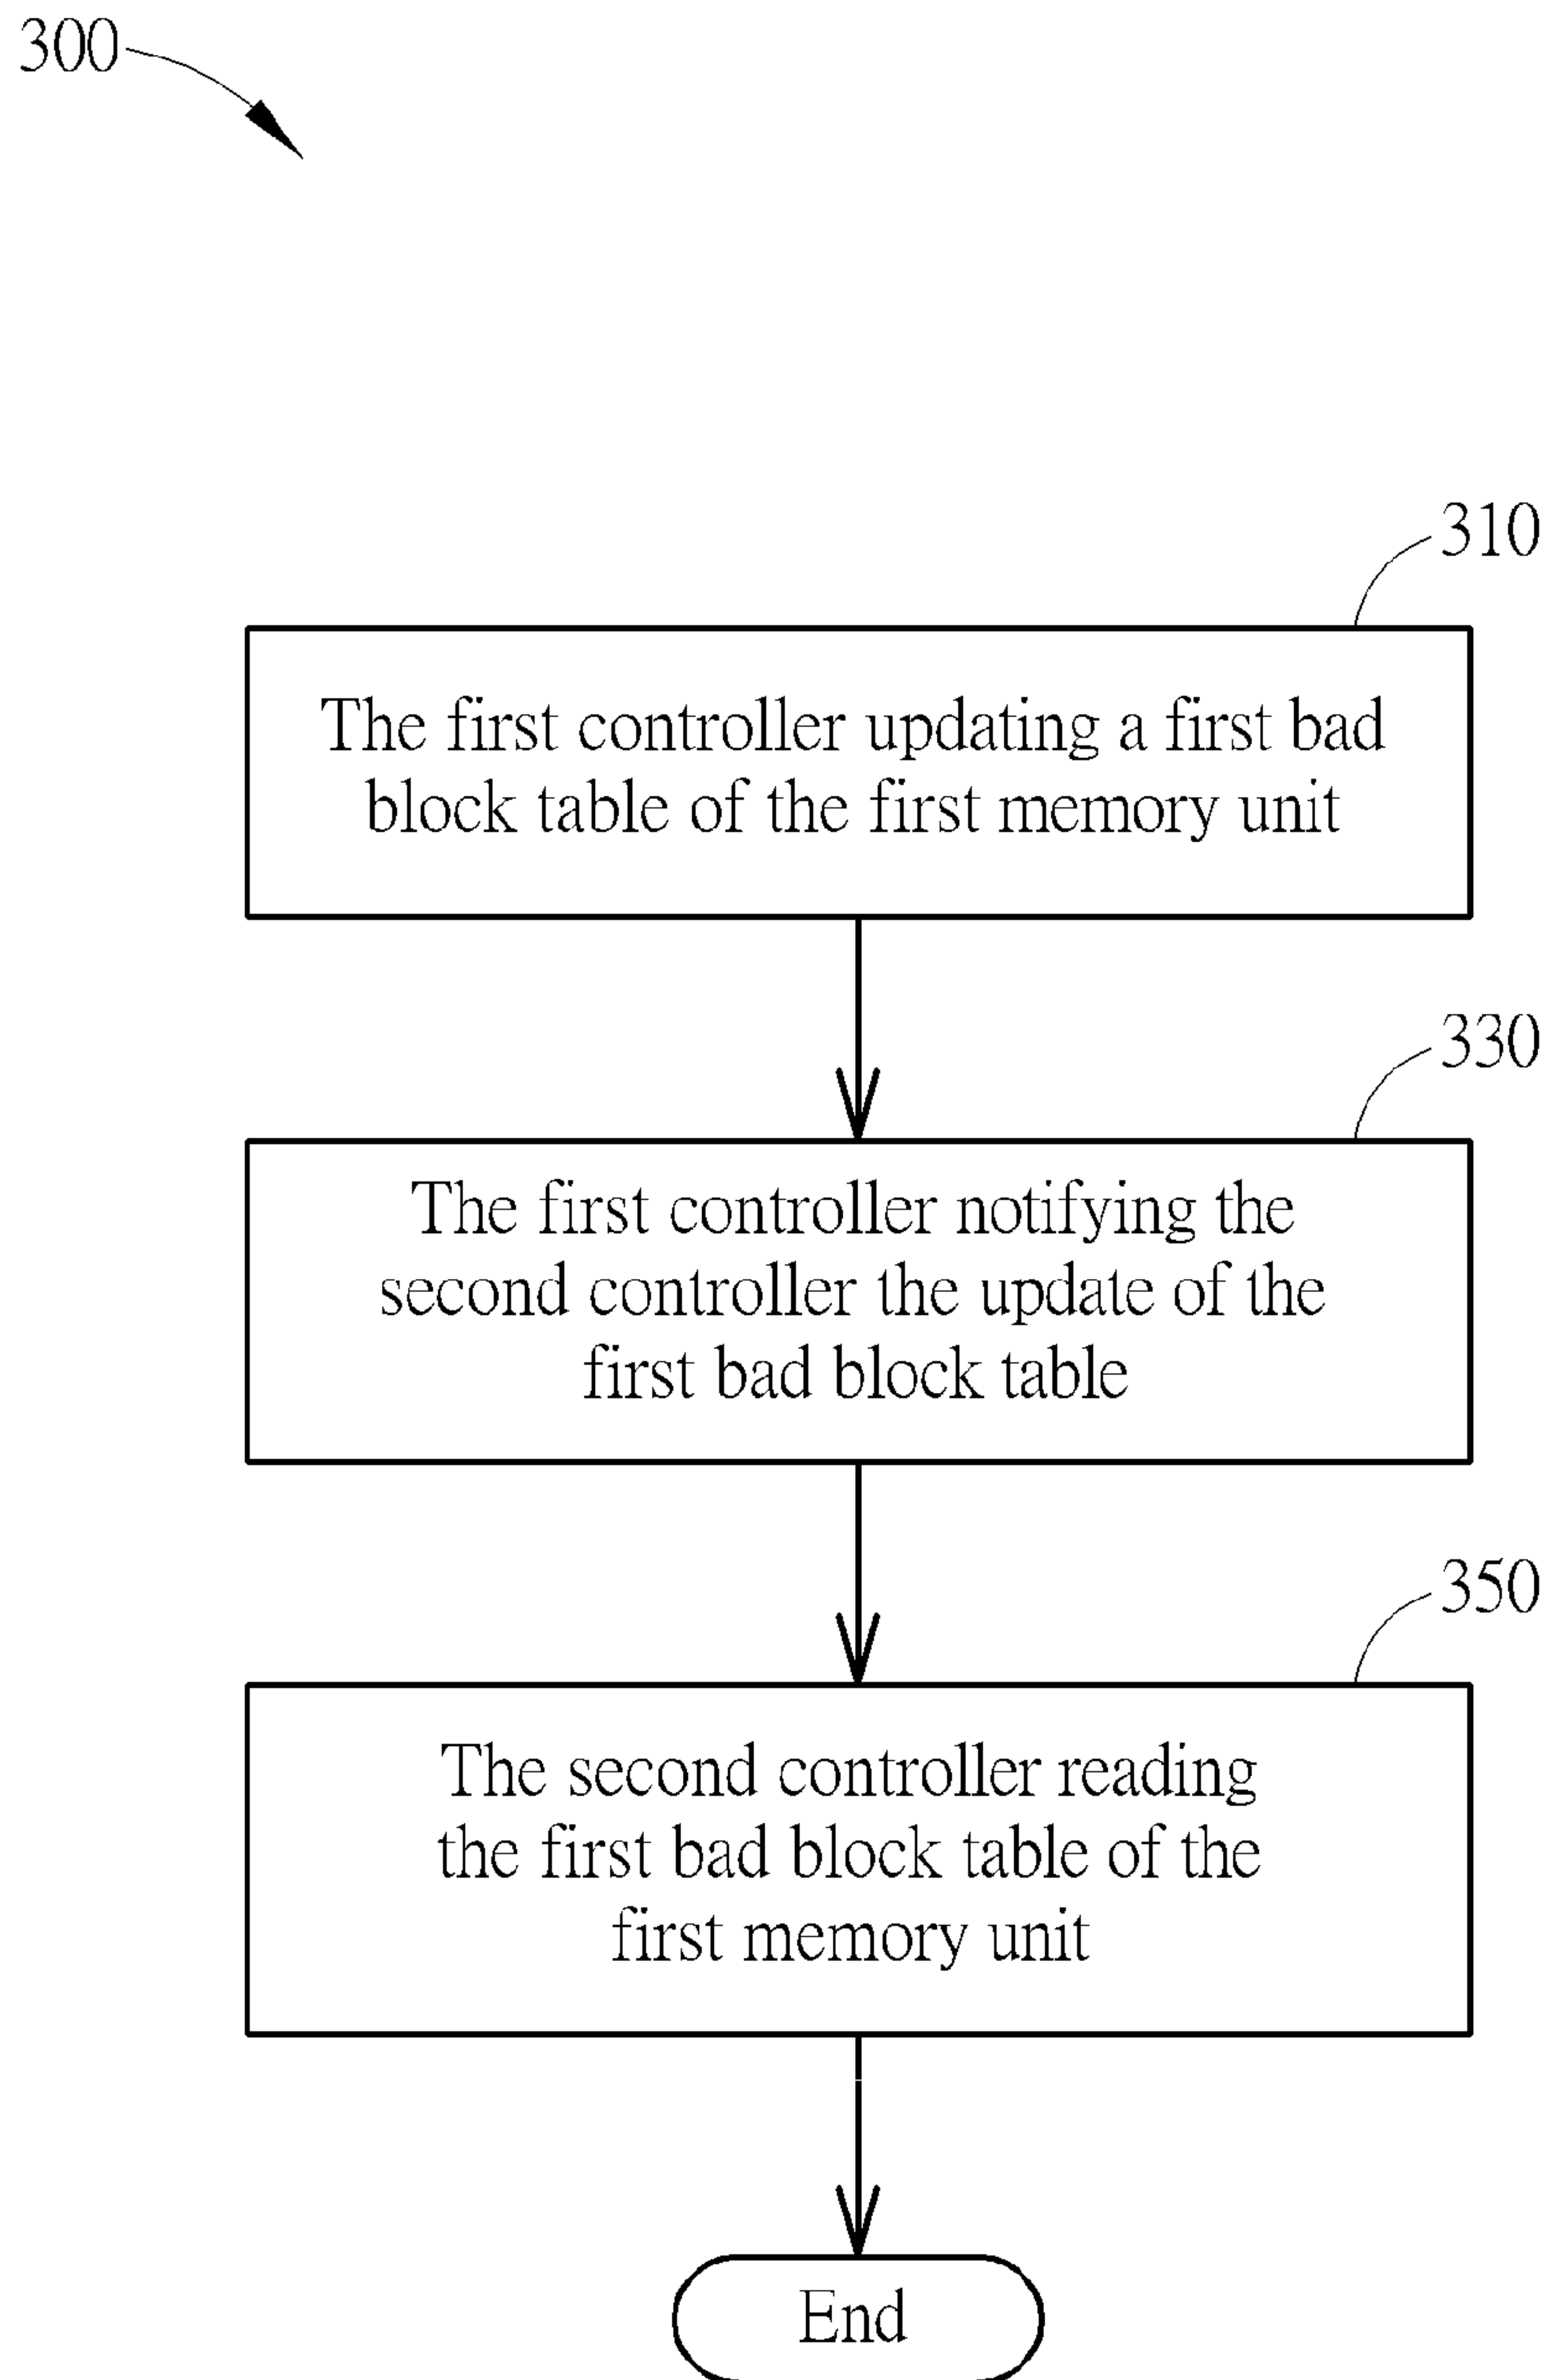 300
310
The first controller updating a first bad
block table of the first memory unit
330
The first controller notifying the
second controller the update of the
first bad block table
350
The second controller reading
the first bad block table of the
first memory unit
End